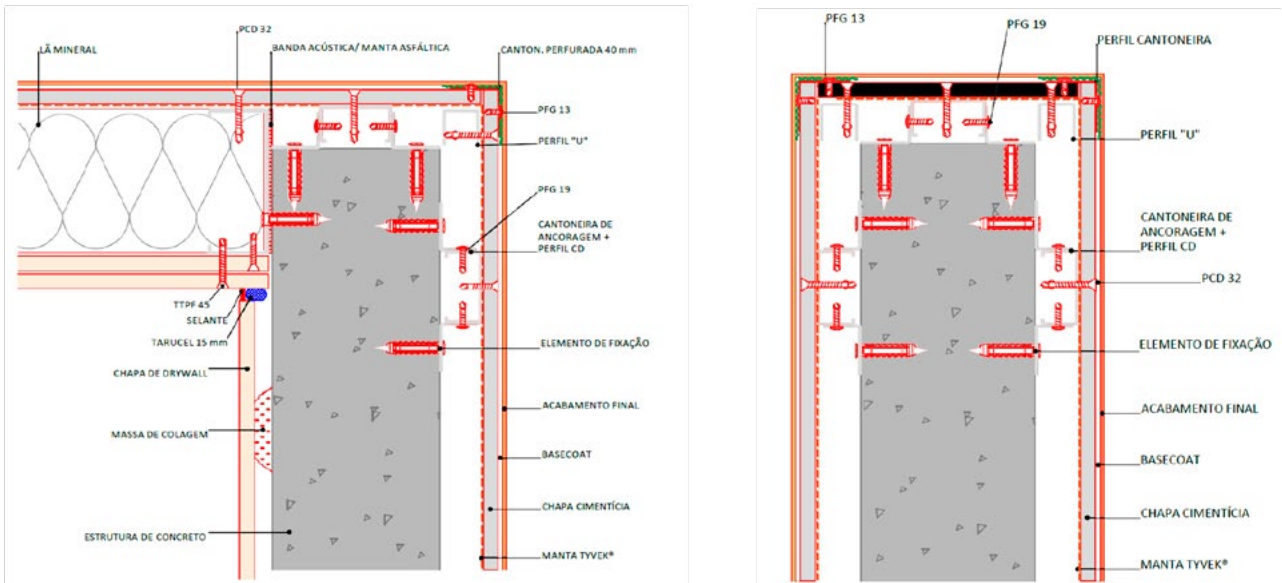 PCD 32
LÃ MINERAL
BANDA ACÚSTICA/ MANTA ASFÁLTICA
CANTON. PERFURADA 40 mm
PFG 13
PERFIL "U"
PFG 19
CANTONEIRA DE
ANCORAGEM +
PERFIL CD
TTPF 45
SELANTE
TARUCEL 15 mm
ELEMENTO DE FIXAÇÃO
CHAPA DE DRYWALL
ACABAMENTO FINAL
MASSA DE COLAGEM
BASECOAT
CHAPA CIMENTÍCIA
ESTRUTURA DE CONCRETO
MANTA TYVEK®
PFG 13
PFG 19
PERFIL CANTONEIRA
PERFIL "U"
CANTONEIRA DE
ANCORAGEM +
PERFIL CD
PCD 32
ELEMENTO DE FIXAÇÃO
ACABAMENTO FINAL
BASECOAT
CHAPA CIMENTÍCIA
MANTA TYVEK®